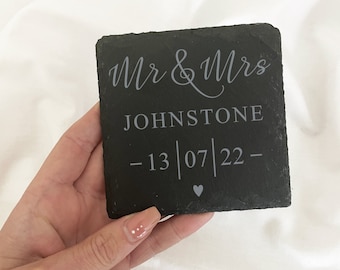 Mr & Mrs
JOHNSTONE
– 13|07|22 –